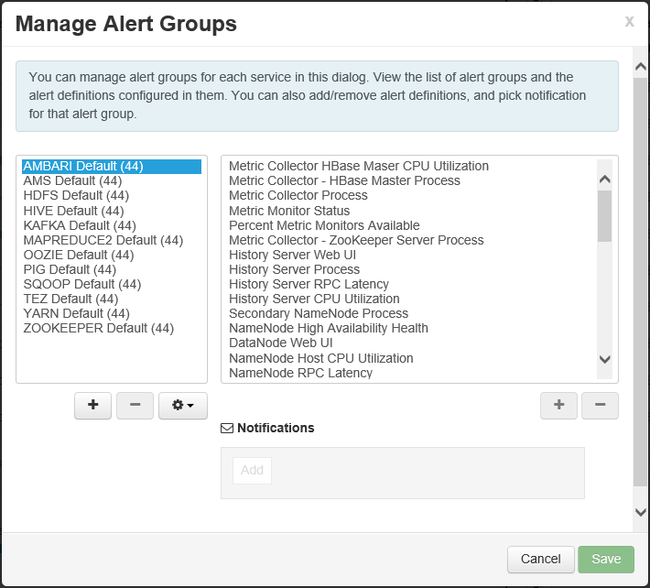 Manage Alert Groups
x
You can manage alert groups for each service in this dialog. View the list of alert groups and the
alert definitions configured in them. You can also add/remove alert definitions, and pick notification
for that alert group.
AMBARI Default (44)
AMS Default (44)
HDFS Default (44)
HIVE Default (44)
KAFKA Default (44)
MAPREDUCE2 Default (44)
OOZIE Default (44)
PIG Default (44)
SQOOP Default (44)
TEZ Default (44)
YARN Default (44)
ZOOKEEPER Default (44)
Metric Collector HBase Maser CPU Utilization
Metric Collector - HBase Master Process
Metric Collector Process
Metric Monitor Status
Percent Metric Monitors Available
Metric Collector - ZooKeeper Server Process
History Server Web UI
History Server Process
History Server RPC Latency
History Server CPU Utilization
Secondary NameNode Process
NameNode High Availability Health
DataNode Web UI
NameNode Host CPU Utilization
NameNode RPC Latency
Notifications
Add
Cancel
Save